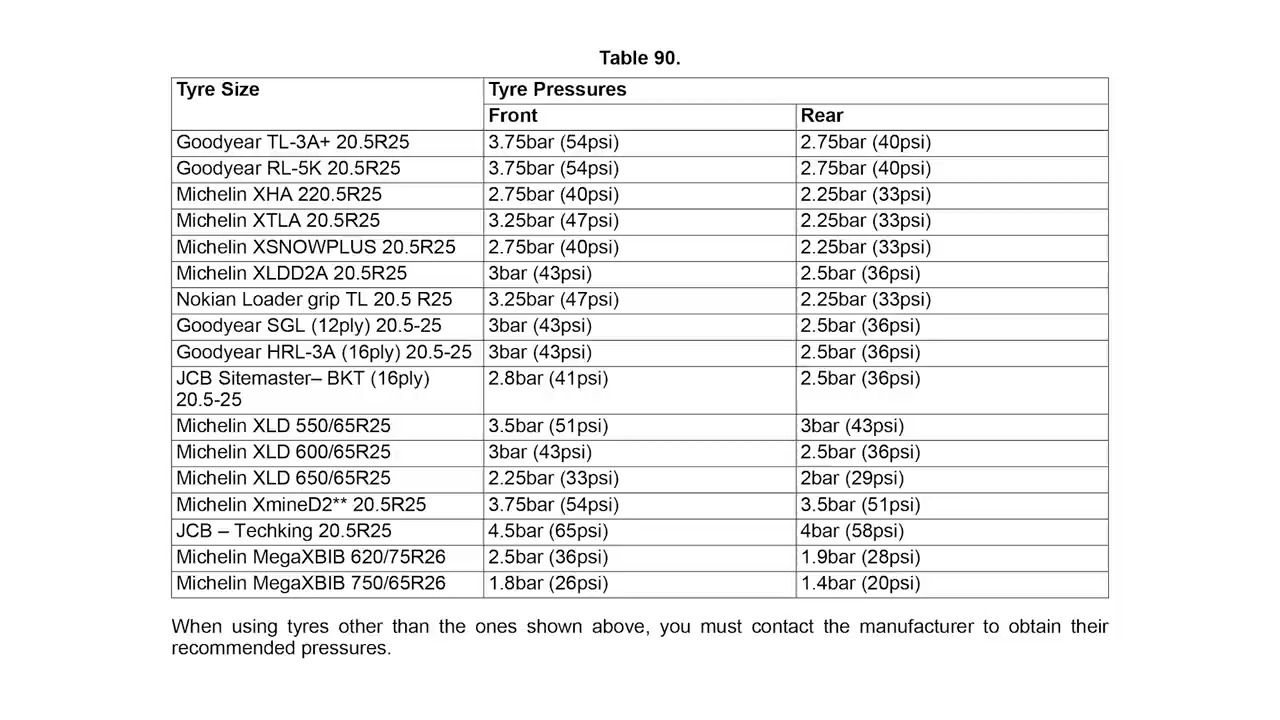 Table 90.
Tyre Size Tyre Pressures
Front Rear
Goodyear TL-3A+ 20.5R25 3.75bar (54psi) 2.75bar (40psi)
Goodyear RL-5K 20.5R25 3.75bar (54psi) 2.75bar (40psi)
Michelin XHA 220.5R25 2.75bar (40psi) 2.25bar (33psi)
Michelin XTLA 20.5R25 3.25bar (47psi) 2.25bar (33psi)
Michelin XSNOWPLUS 20.5R25 2.75bar (40psi) 2.25bar (33psi)
Michelin XLDD2A 20.5R25 3bar (43psi) 2.5bar (36psi)
Nokian Loader grip TL 20.5 R25 3.25bar (47psi) 2.25bar (33psi)
Goodyear SGL (12ply) 20.5-25 3bar (43psi) 2.5bar (36psi)
Goodyear HRL-3A (16ply) 20.5-25 3bar (43psi) 2.5bar (36psi)
JCB Sitemaster– BKT (16ply) 2.8bar (41psi) 2.5bar (36psi)
20.5-25
Michelin XLD 550/65R25 3.5bar (51psi) 3bar (43psi)
Michelin XLD 600/65R25 3bar (43psi) 2.5bar (36psi)
Michelin XLD 650/65R25 2.25bar (33psi) 2bar (29psi)
Michelin XmineD2** 20.5R25 3.75bar (54psi) 3.5bar (51psi)
JCB – Techking 20.5R25 4.5bar (65psi) 4bar (58psi)
Michelin MegaXBIB 620/75R26 2.5bar (36psi) 1.9bar (28psi)
Michelin MegaXBIB 750/65R26 1.8bar (26psi) 1.4bar (20psi)
When using tyres other than the ones shown above, you must contact the manufacturer to obtain their
recommended pressures.